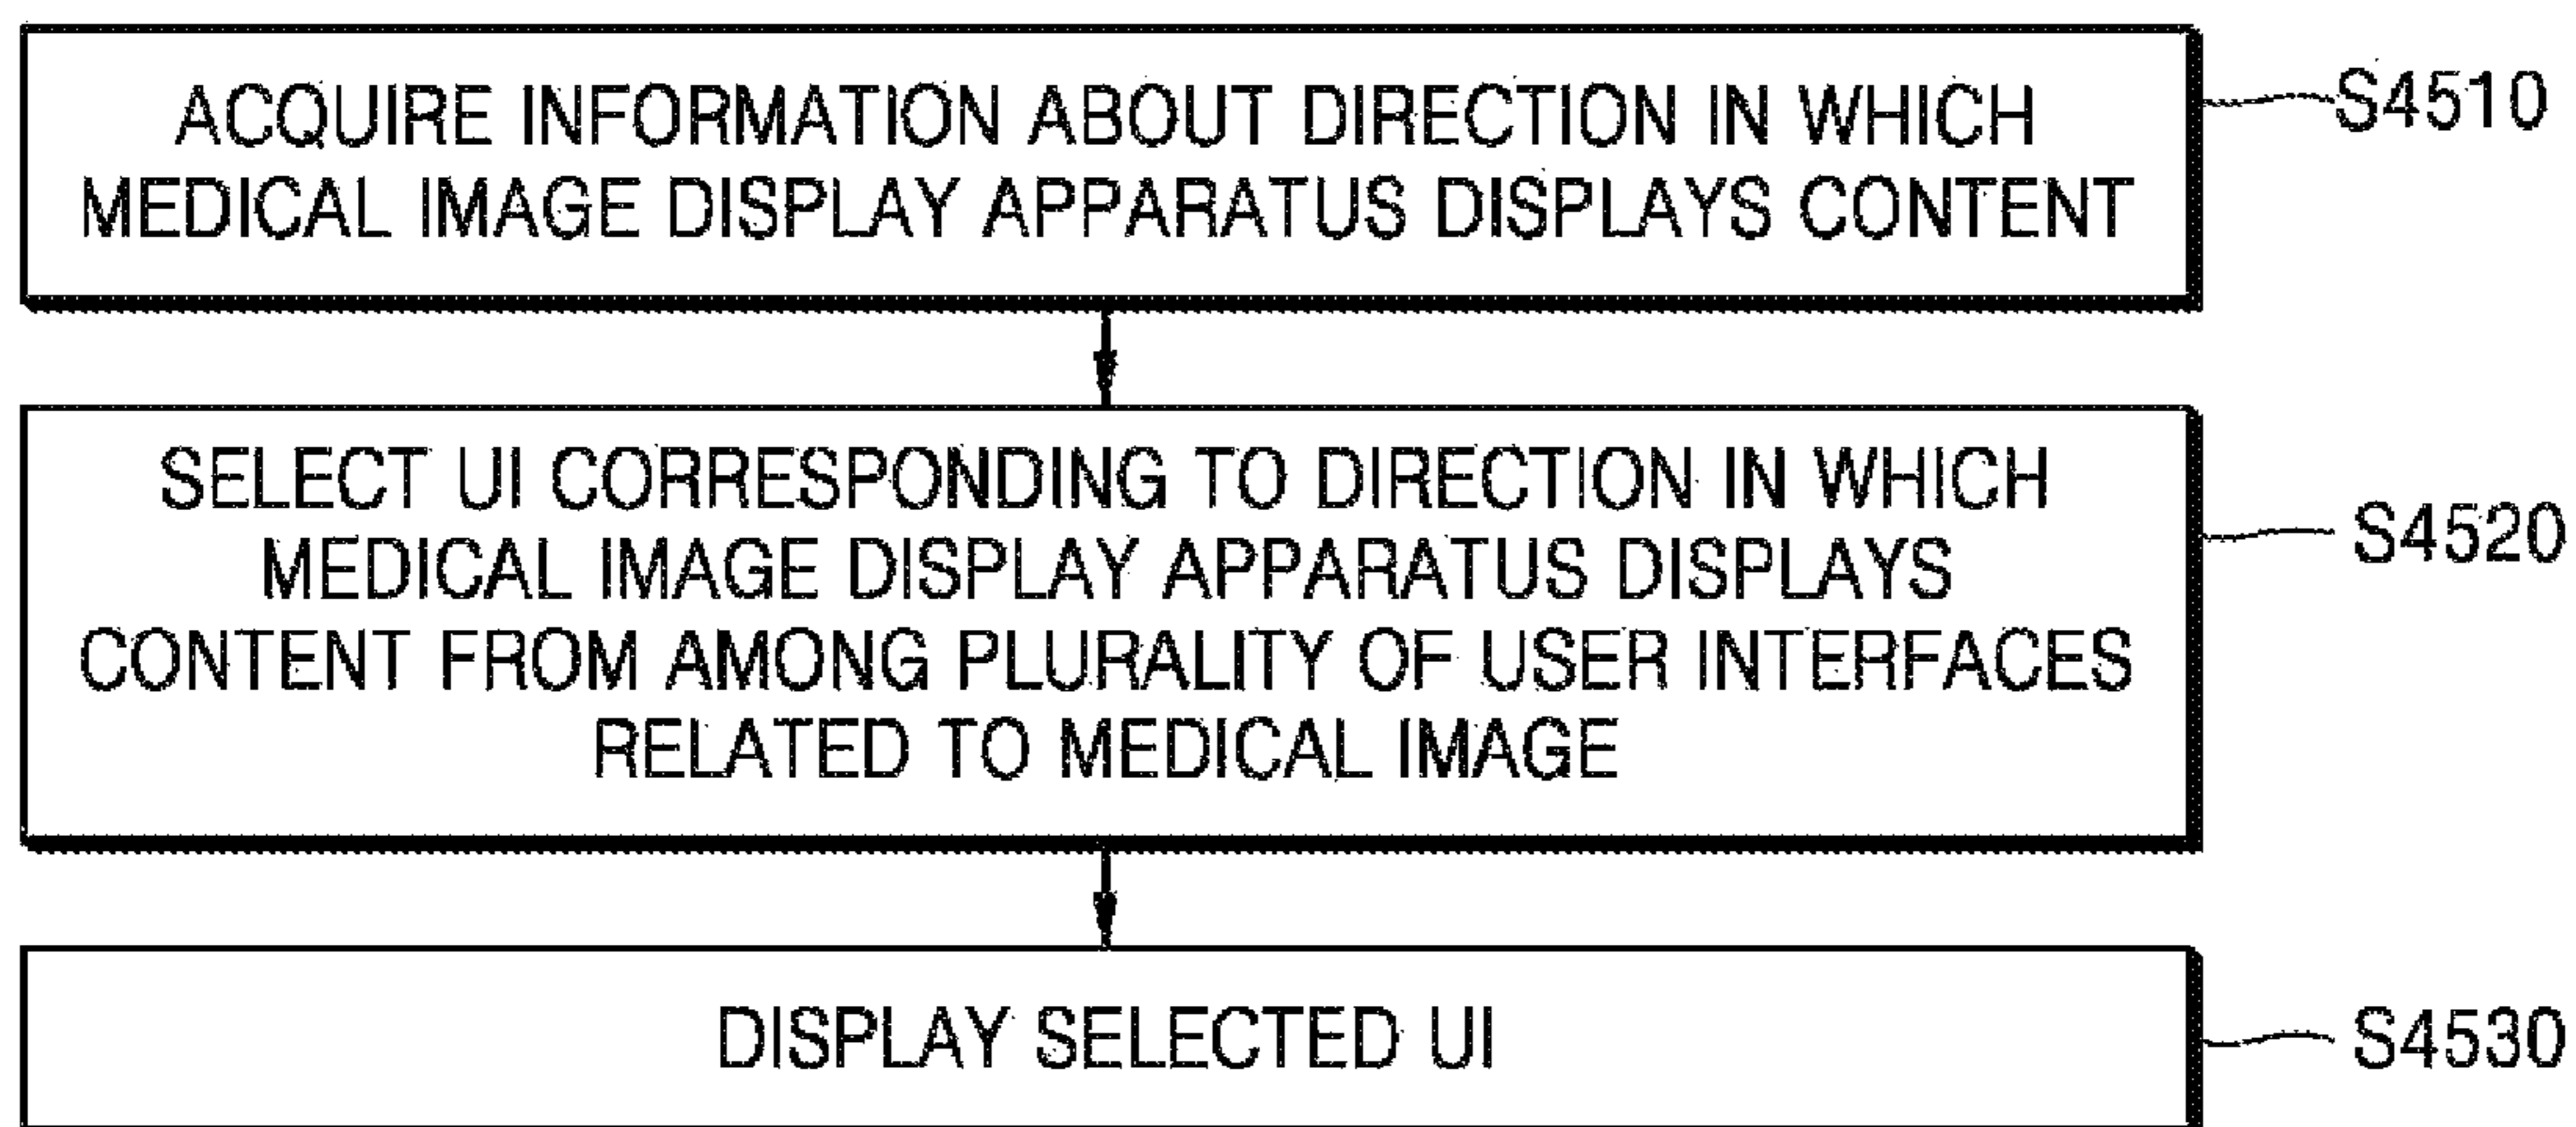 ACQUIRE INFORMATION ABOUT DIRECTION IN WHICH
MEDICAL IMAGE DISPLAY APPARATUS DISPLAYS CONTENT
S4510
SELECT UI CORRESPONDING TO DIRECTION IN WHICH
MEDICAL IMAGE DISPLAY APPARATUS DISPLAYS
CONTENT FROM AMONG PLURALITY OF USER INTERFACES
RELATED TO MEDICAL IMAGE
S4520
DISPLAY SELECTED UI
S4530